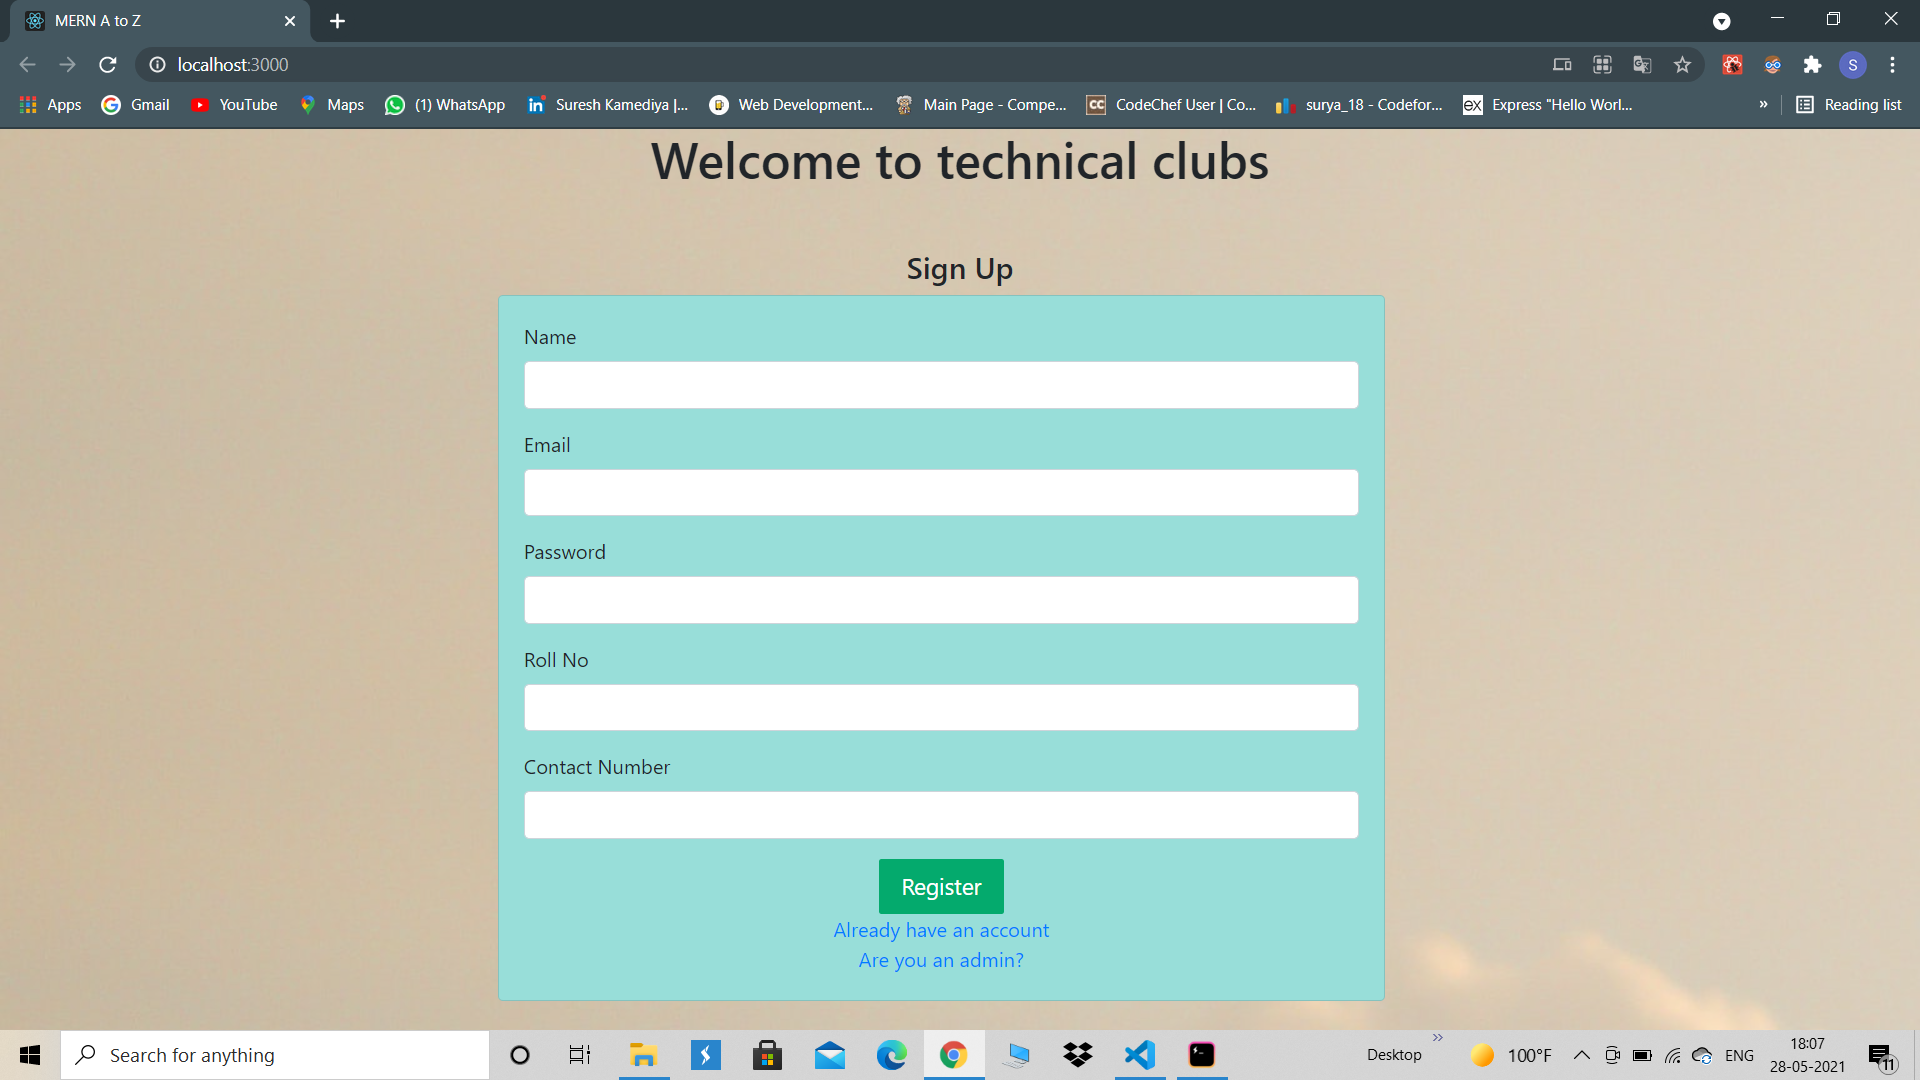 MERN A to Z
localhost:3000
S
Apps
Gmail
YouTube
Maps
(1) WhatsApp
Suresh Kamediya |...
Web Development...
Main Page - Compe...
CC
CodeChef User | Co...
surya_18 - Codefor...
ex
Express "Hello Worl...
»
Reading list
Welcome to technical clubs
Sign Up
Name
Email
Password
Roll No
Contact Number
Register
Already have an account
Are you an admin?
Search for anything
Desktop
»
100°F
ENG
18:07
28-05-2021
11